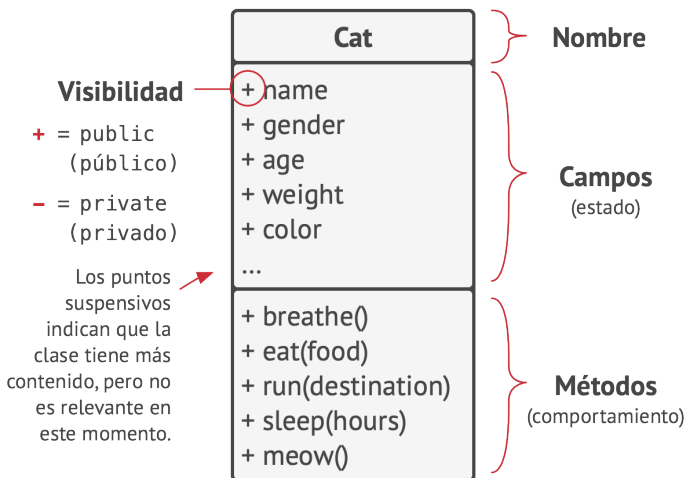 Cat
Nombre
Visibilidad
+ name
+ gender
+ age
+ weight
+ color
...
+ = public
(público)
− = private
(privado)
Campos
(estado)
Los puntos
suspensivos
indican que la
clase tiene más
contenido, pero no
es relevante en
este momento.
+ breathe()
+ eat(food)
+ run(destination)
+ sleep(hours)
+ meow()
Métodos
(comportamiento)